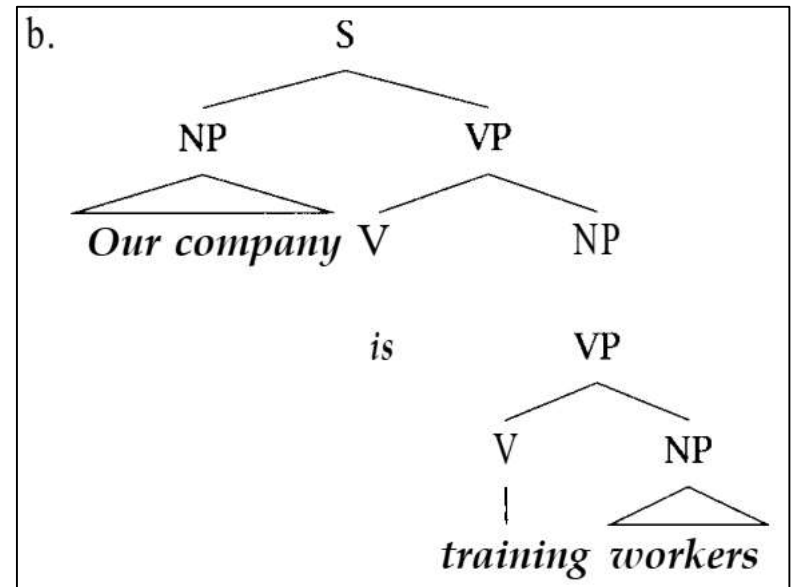 b. S
NP VP
Our company V NP
is VP
V NP
training workers